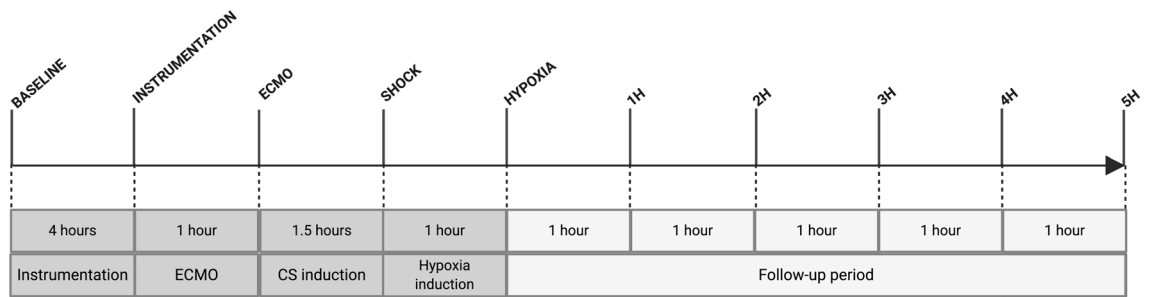 BASELINE
INSTRUMENTATION
ECMO
SHOCK
HYPOXIA
1H
2H
3H
4H
5H
4 hours
1 hour
1.5 hours
1 hour
1 hour
1 hour
1 hour
1 hour
1 hour
Instrumentation
ECMO
CS induction
Hypoxia
induction
Follow-up period